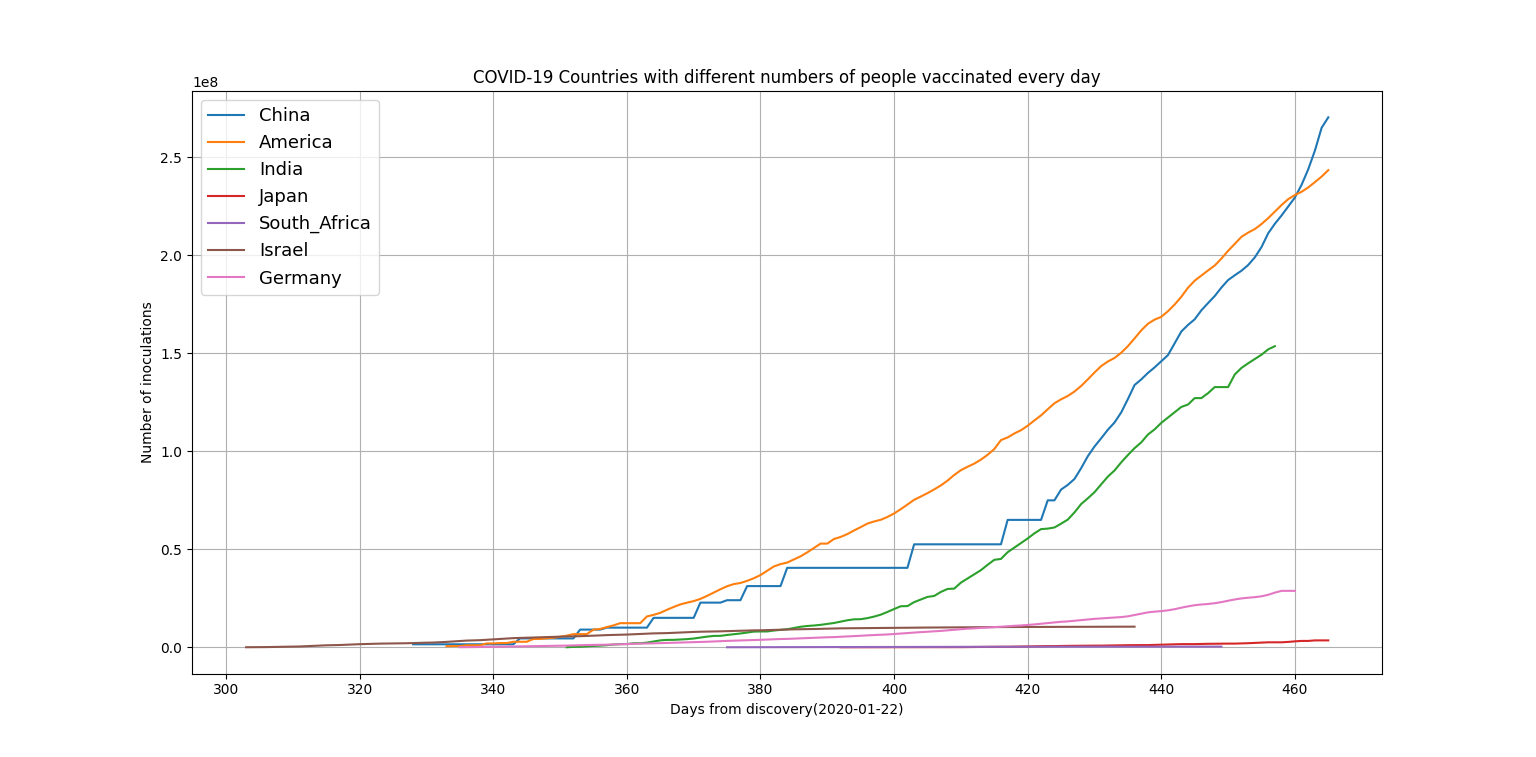 COVID-19 Countries with different numbers of people vaccinated every day
1e8
China
America
India
Japan
South_Africa
Israel
Germany
2.5
2.0
1.5
1.0
0.5
0.0
Number of inoculations
300 320 340 360 380 400 420 440 460
Days from discovery(2020-01-22)